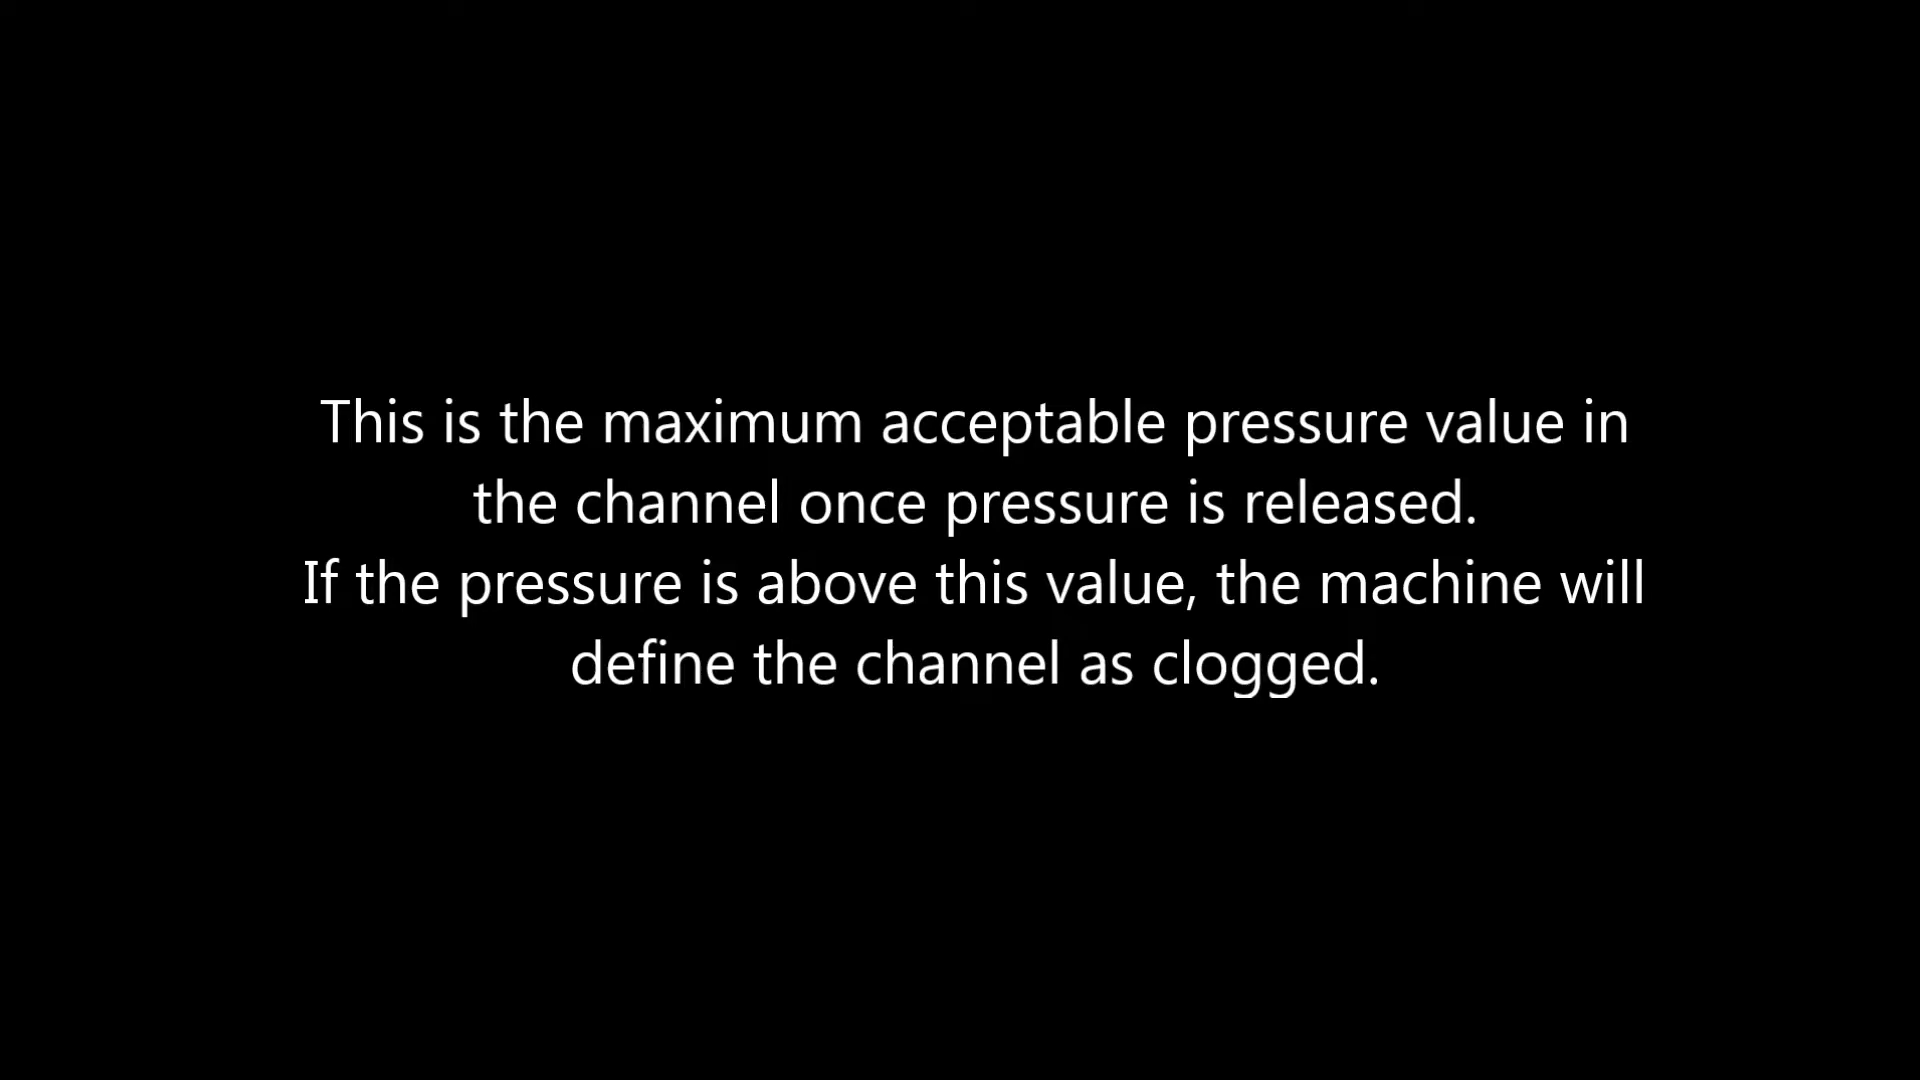 This is the maximum acceptable pressure value in
the channel once pressure is released.
If the pressure is above this value, the machine will
define the channel as clogged.